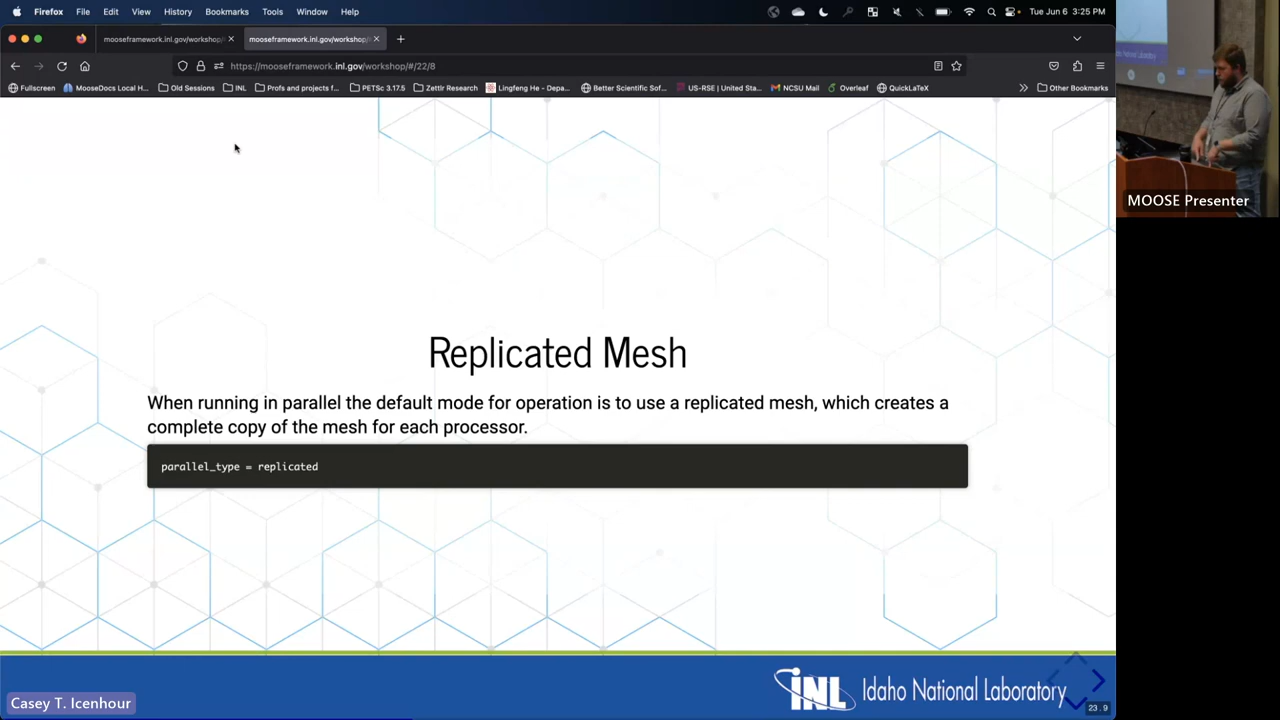 Firefox File Edit View History Bookmarks Tools Window Help
Tue Jun 6 3:25 PM
mooseframework.inl.gov/workshop/
mooseframework.inl.gov/workshop/
https://mooseframework.inl.gov/workshop/#/22/8
Fullscreen MooseDocs Local H... Old Sessions INL Profs and projects f... PETSc 3.17.5 Zettlr Research Lingfeng He - Depa... Better Scientific Sof... US-RSE | United Sta... NCSU Mail Overleaf QuickLaTeX Other Bookmarks
MOOSE Presenter
Replicated Mesh
When running in parallel the default mode for operation is to use a replicated mesh, which creates a
complete copy of the mesh for each processor.
parallel_type = replicated
INL Idaho National Laboratory
Casey T. Icenhour
23.9